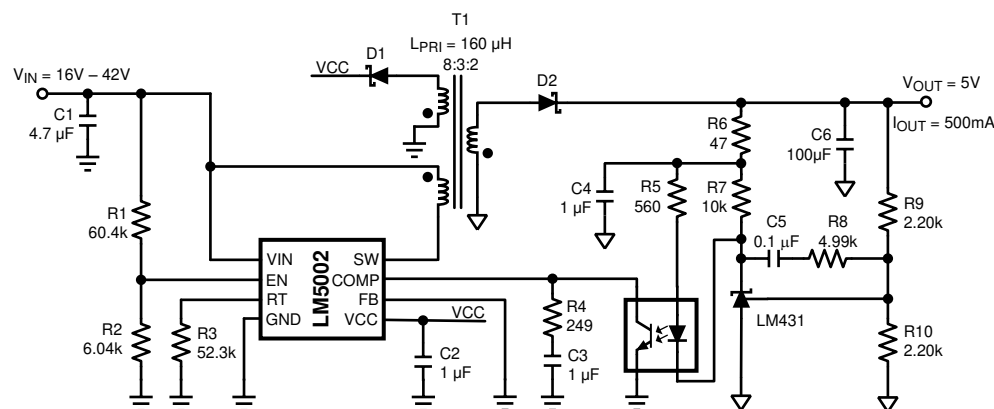 T1
L_PRI = 160 µH
8:3:2
D1
VCC
V_IN = 16V – 42V
C1
4.7 µF
D2
V_OUT = 5V
I_OUT = 500mA
R6
47
C6
100µF
C4
1 µF
R5
560
R7
10k
R9
2.20k
R1
60.4k
C5
0.1 µF
R8
4.99k
LM5002
VIN
EN
RT
GND
SW
COMP
FB
VCC
VCC
R4
249
LM431
R2
6.04k
R3
52.3k
C2
1 µF
C3
1 µF
R10
2.20k